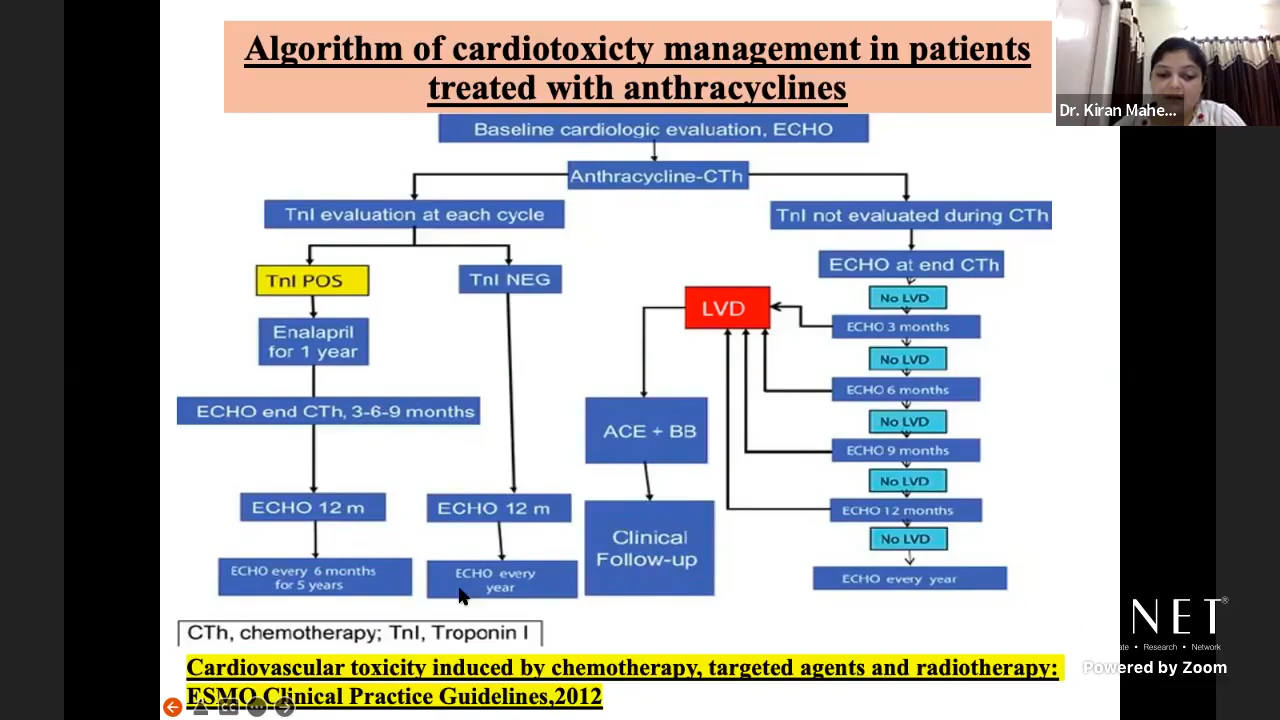 Algorithm of cardiotoxicty management in patients
treated with anthracyclines
Dr. Kiran Mahe...
Baseline cardiologic evaluation, ECHO
Anthracycline-CTh
TnI evaluation at each cycle
TnI not evaluated during CTh
TnI POS
TnI NEG
ECHO at end CTh
No LVD
LVD
ECHO 3 months
Enalapril
for 1 year
No LVD
ECHO 6 months
ECHO end CTh, 3-6-9 months
No LVD
ACE + BB
ECHO 9 months
No LVD
ECHO 12 m
ECHO 12 m
ECHO 12 months
No LVD
Clinical
Follow-up
ECHO every 6 months
for 5 years
ECHO every
year
ECHO every year
CTh, chemotherapy; TnI, Troponin I
Cardiovascular toxicity induced by chemotherapy, targeted agents and radiotherapy:
ESMO Clinical Practice Guidelines,2012
NET®
• Research • Network
Powered by Zoom
CC